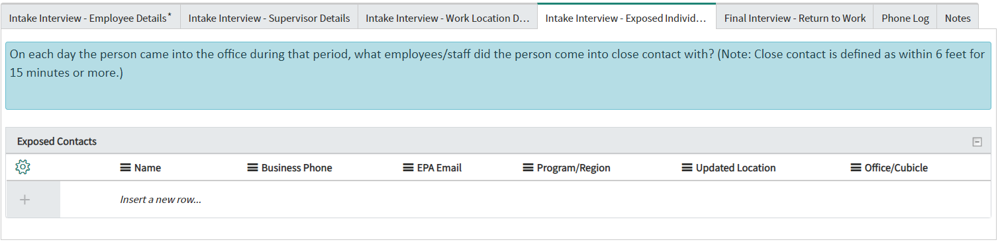 Intake Interview - Employee Details*
Intake Interview - Supervisor Details
Intake Interview - Work Location D...
Intake Interview - Exposed Individ...
Final Interview - Return to Work
Phone Log
Notes
On each day the person came into the office during that period, what employees/staff did the person come into close contact with? (Note: Close contact is defined as within 6 feet for
15 minutes or more.)
Exposed Contacts
Name Business Phone EPA Email Program/Region Updated Location Office/Cubicle
Insert a new row...